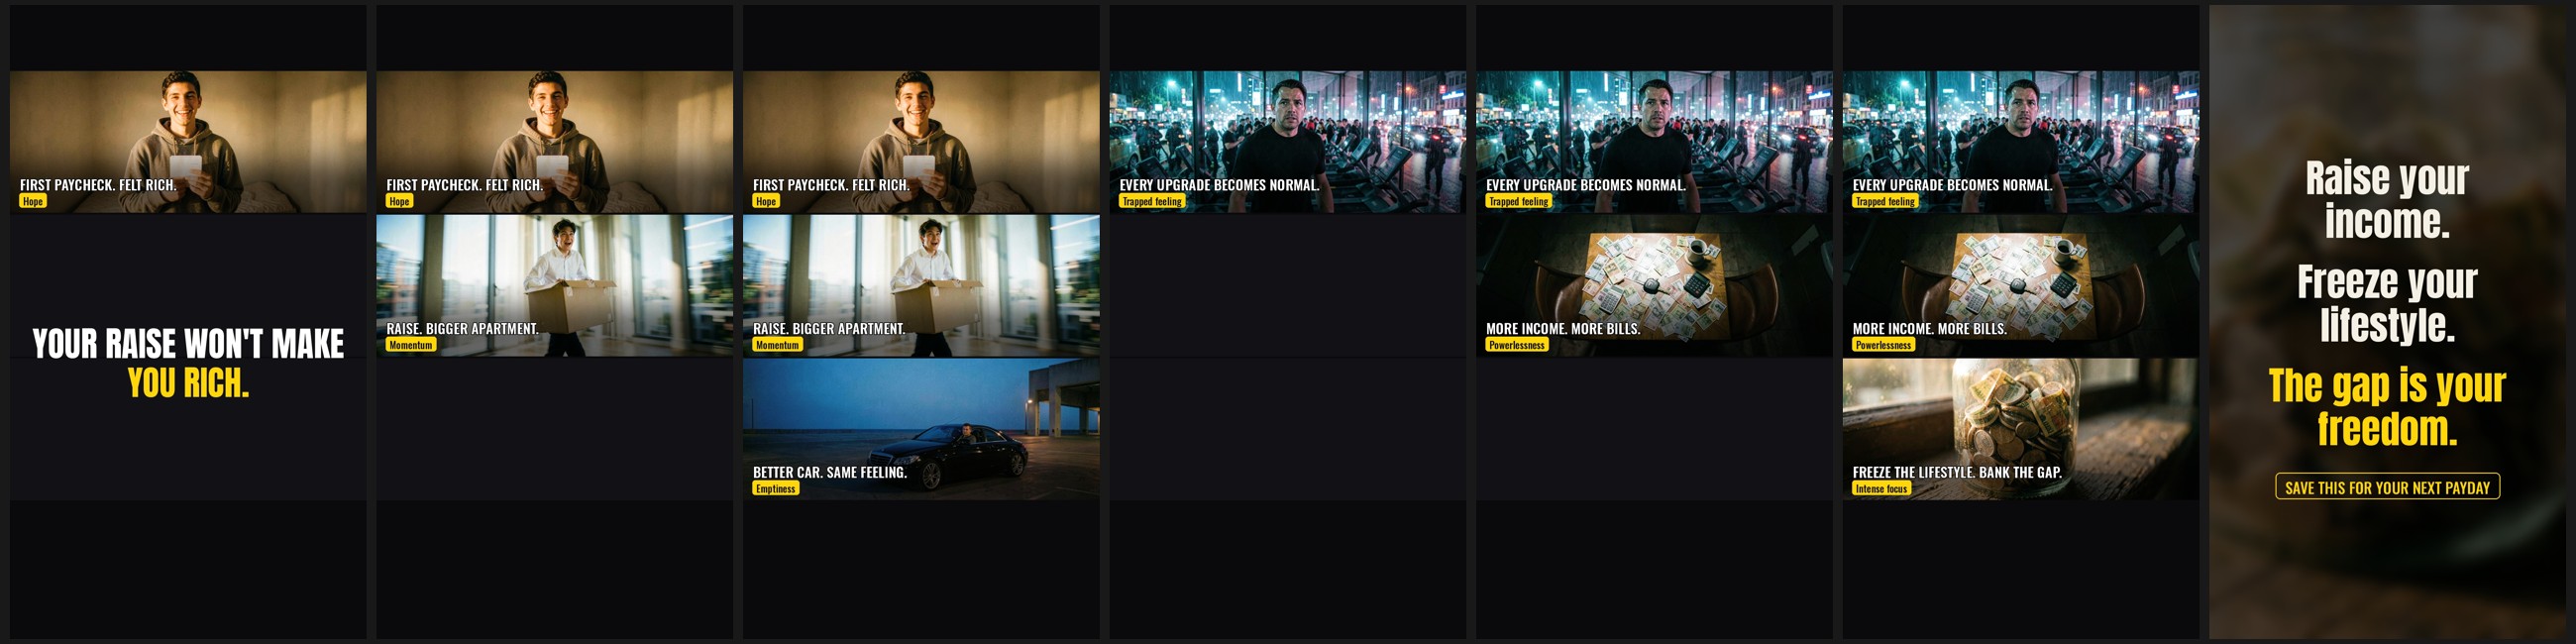 FIRST PAYCHECK. FELT RICH.
Hope
YOUR RAISE WON'T MAKE
YOU RICH.
FIRST PAYCHECK. FELT RICH.
Hope
RAISE. BIGGER APARTMENT.
Momentum
FIRST PAYCHECK. FELT RICH.
Hope
RAISE. BIGGER APARTMENT.
Momentum
BETTER CAR. SAME FEELING.
Emptiness
EVERY UPGRADE BECOMES NORMAL.
Trapped feeling
EVERY UPGRADE BECOMES NORMAL.
Trapped feeling
MORE INCOME. MORE BILLS.
Powerlessness
EVERY UPGRADE BECOMES NORMAL.
Trapped feeling
MORE INCOME. MORE BILLS.
Powerlessness
FREEZE THE LIFESTYLE. BANK THE GAP.
Intense focus
Raise your
income.
Freeze your
lifestyle.
The gap is your
freedom.
SAVE THIS FOR YOUR NEXT PAYDAY